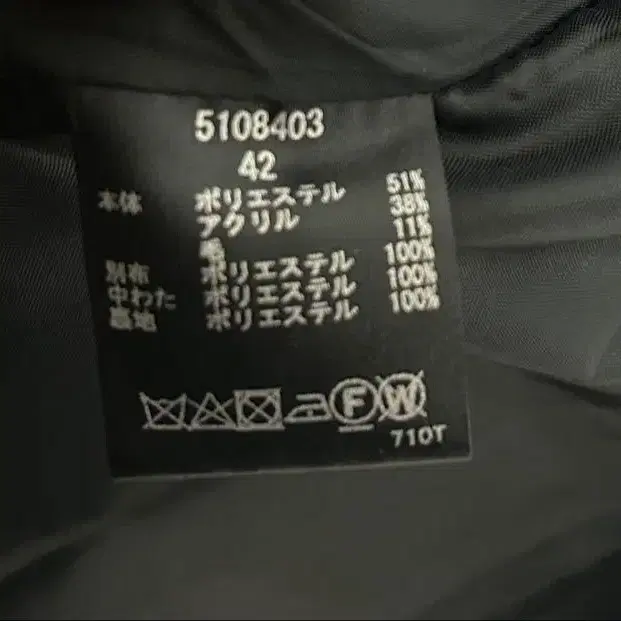 5108403
42
本体 ポリエステル 51%
アクリル 38%
毛 11%
別布 ポリエステル 100%
中わた ポリエステル 100%
裏地 ポリエステル 100%
F W
710T